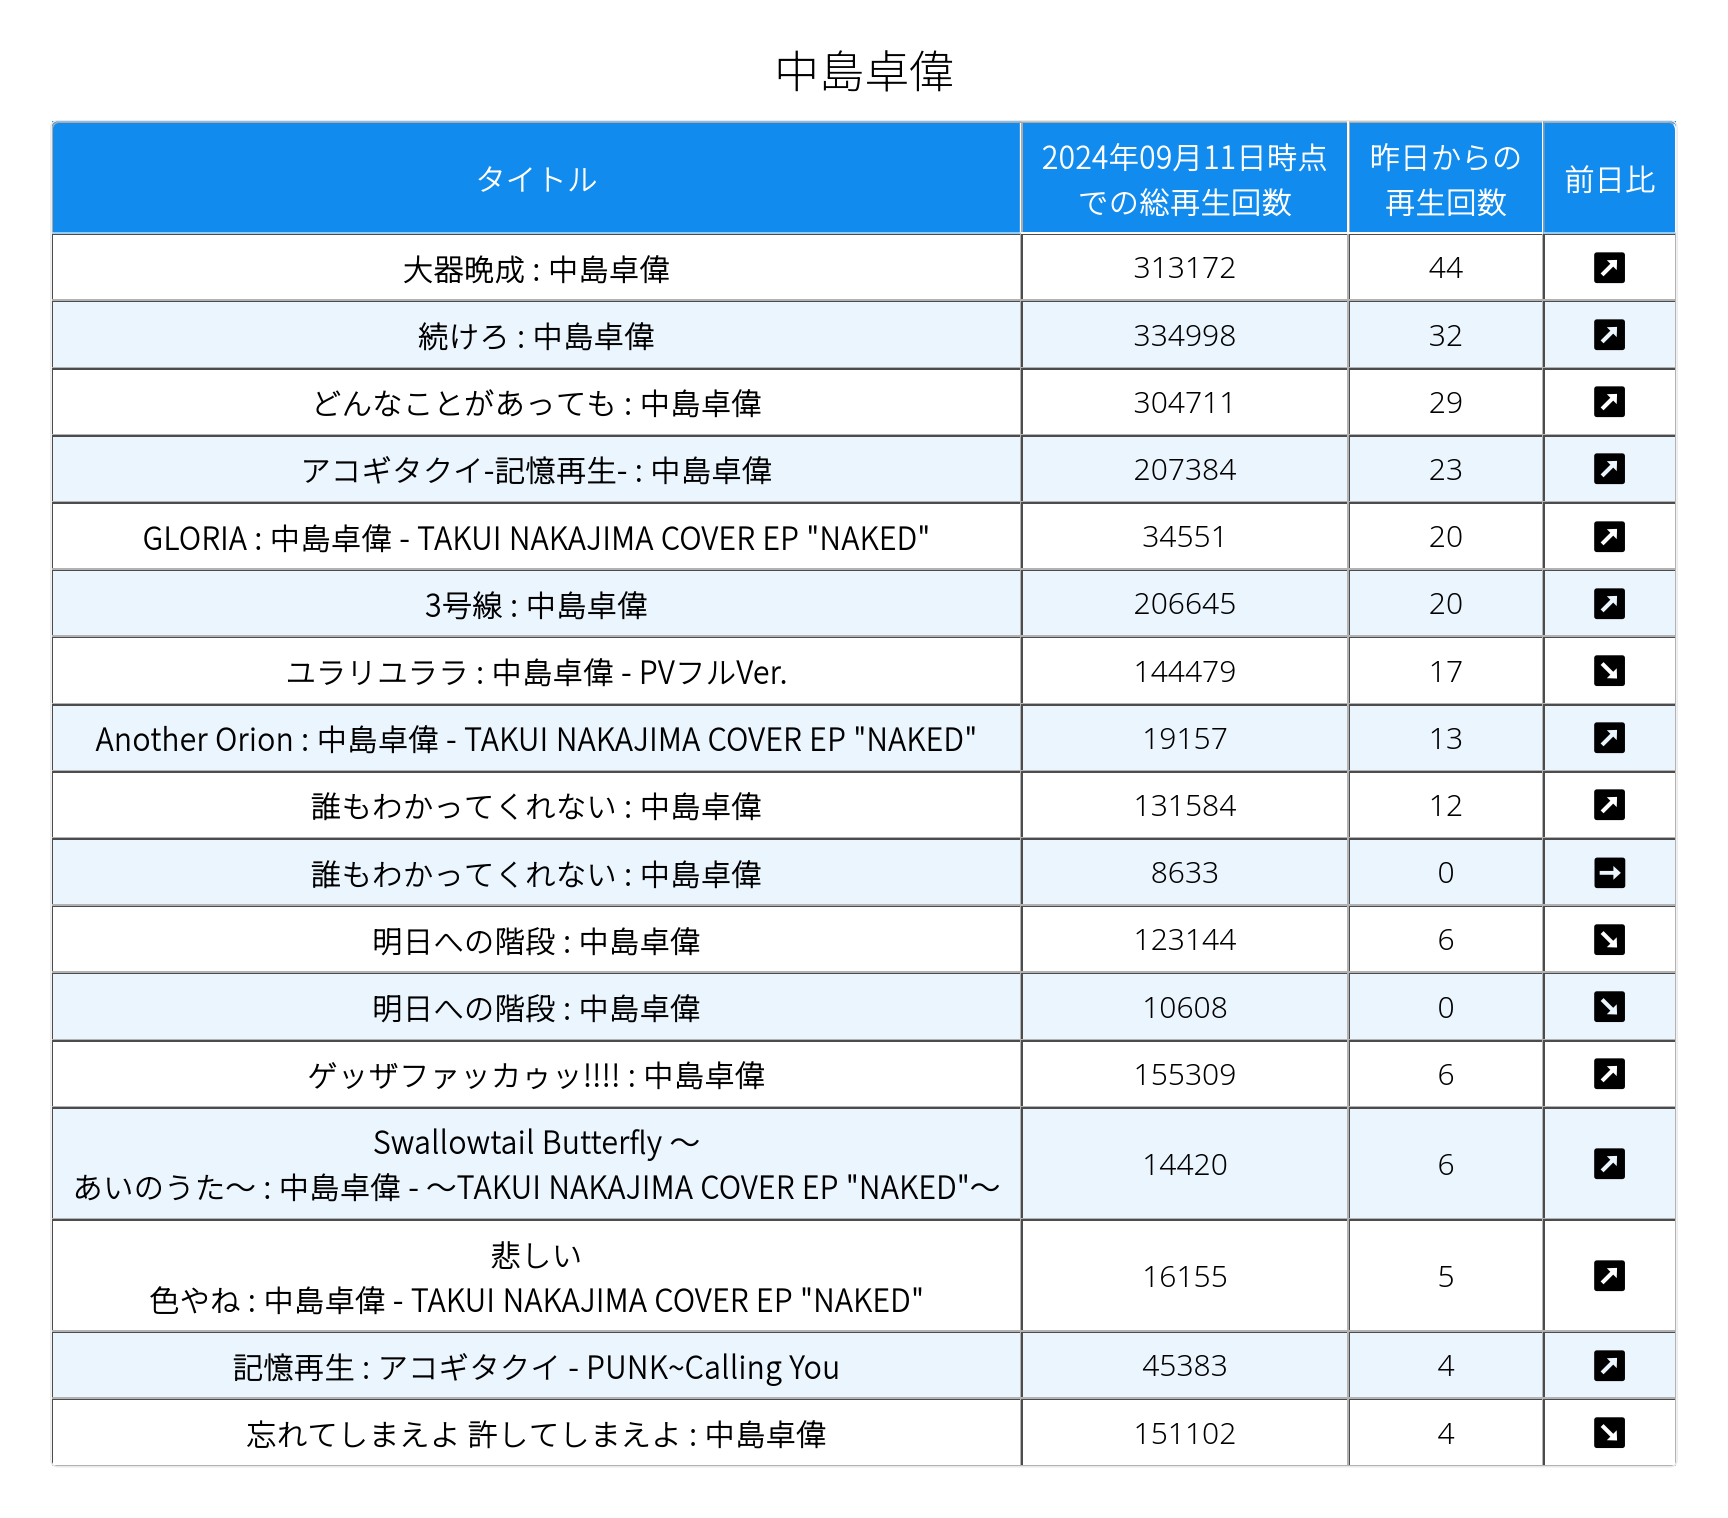 中島卓偉
タイトル
2024年09月11日時点
での総再生回数
昨日からの
再生回数
前日比
大器晩成 : 中島卓偉 313172 44
続けろ : 中島卓偉 334998 32
どんなことがあっても : 中島卓偉 304711 29
アコギタクイ-記憶再生- : 中島卓偉 207384 23
GLORIA : 中島卓偉 - TAKUI NAKAJIMA COVER EP "NAKED" 34551 20
3号線 : 中島卓偉 206645 20
ユラリユララ : 中島卓偉 - PVフルVer. 144479 17
Another Orion : 中島卓偉 - TAKUI NAKAJIMA COVER EP "NAKED" 19157 13
誰もわかってくれない : 中島卓偉 131584 12
誰もわかってくれない : 中島卓偉 8633 0
明日への階段 : 中島卓偉 123144 6
明日への階段 : 中島卓偉 10608 0
ゲッザファッカゥッ!!!! : 中島卓偉 155309 6
Swallowtail Butterfly 〜
あいのうた〜 : 中島卓偉 - 〜TAKUI NAKAJIMA COVER EP "NAKED"〜 14420 6
悲しい
色やね : 中島卓偉 - TAKUI NAKAJIMA COVER EP "NAKED" 16155 5
記憶再生 : アコギタクイ - PUNK~Calling You 45383 4
忘れてしまえよ 許してしまえよ : 中島卓偉 151102 4